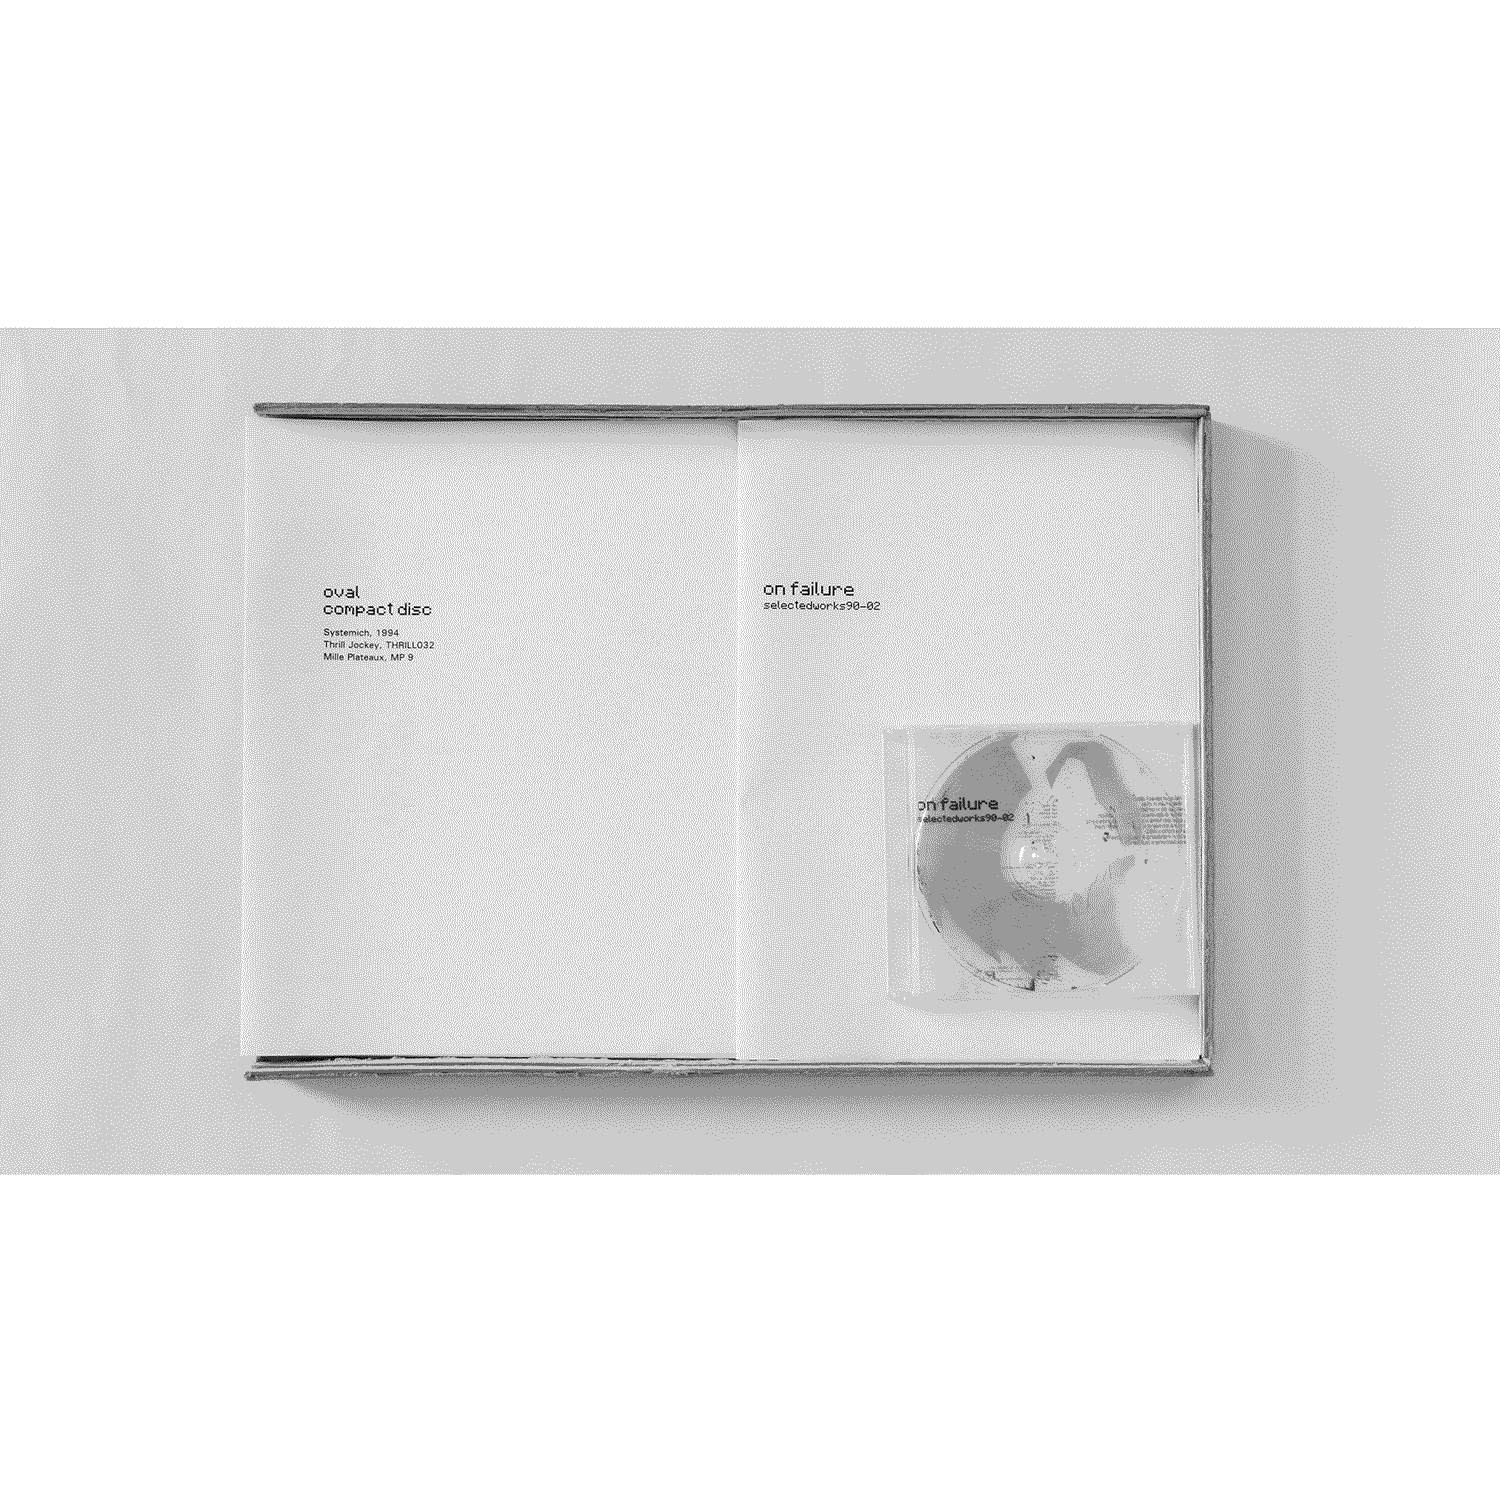 oval
compact disc
Systemich, 1994
Thrill Jockey, THRILL032
Mille Plateaux, MP 9
on failure
selectedworks90-02
on failure
selectedworks90-02